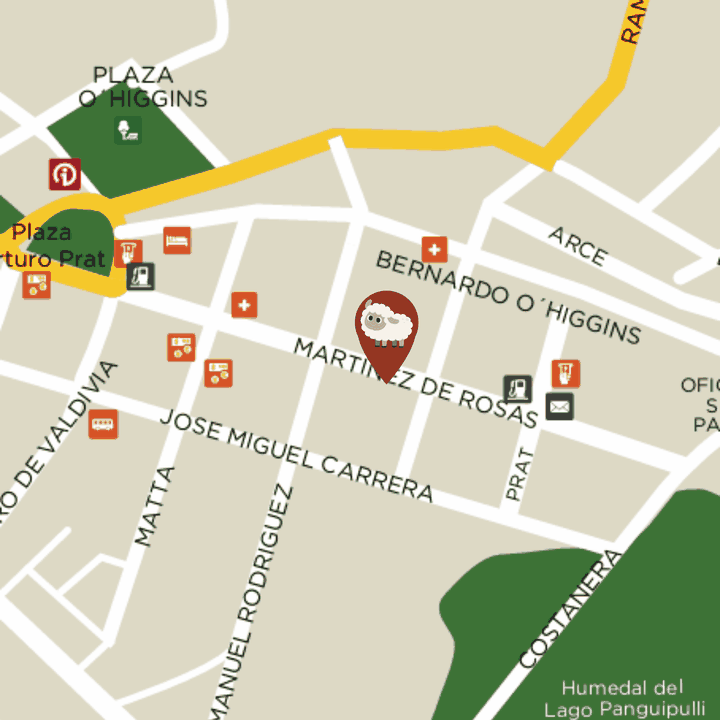 RAM
PLAZA
O´HIGGINS
Plaza
rturo Prat
ARCE
BERNARDO O´HIGGINS
MARTINEZ DE ROSAS
OFIC
S
PA
JOSE MIGUEL CARRERA
RO DE VALDIVIA
MATTA
PRAT
MANUEL RODRIGUEZ
COSTANERA
Humedal del
Lago Panguipulli